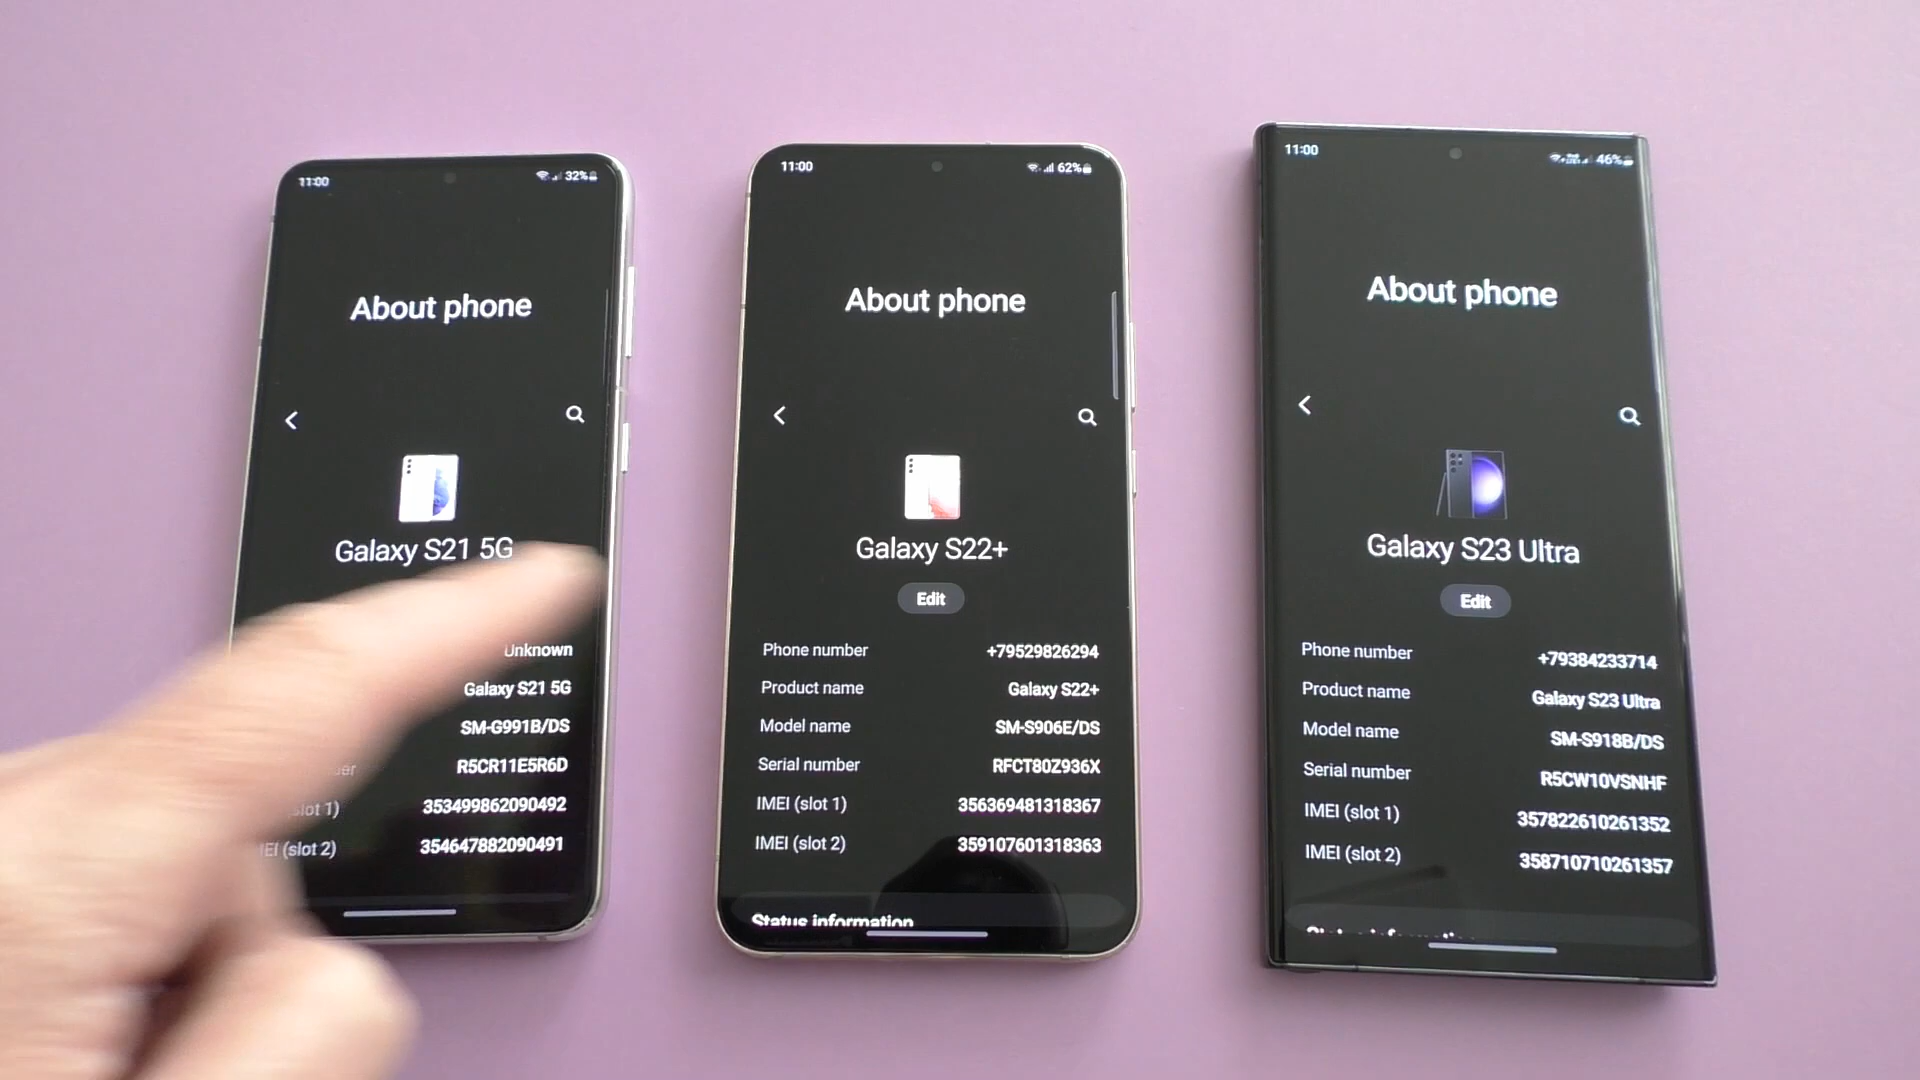 11:00
32%
About phone
Galaxy S21 5G
Unknown
Galaxy S21 5G
SM-G991B/DS
R5CR11E5R6D
(slot 1) 353499862090492
(slot 2) 354647882090491
11:00
62%
About phone
Galaxy S22+
Edit
Phone number +79529826294
Product name Galaxy S22+
Model name SM-S906E/DS
Serial number RFCT80Z936X
IMEI (slot 1) 356369481318367
IMEI (slot 2) 359107601318363
Status information
11:00
46%
About phone
Galaxy S23 Ultra
Edit
Phone number +79384233714
Product name Galaxy S23 Ultra
Model name SM-S918B/DS
Serial number R5CW10VSNHF
IMEI (slot 1) 357822610261352
IMEI (slot 2) 358710710261357